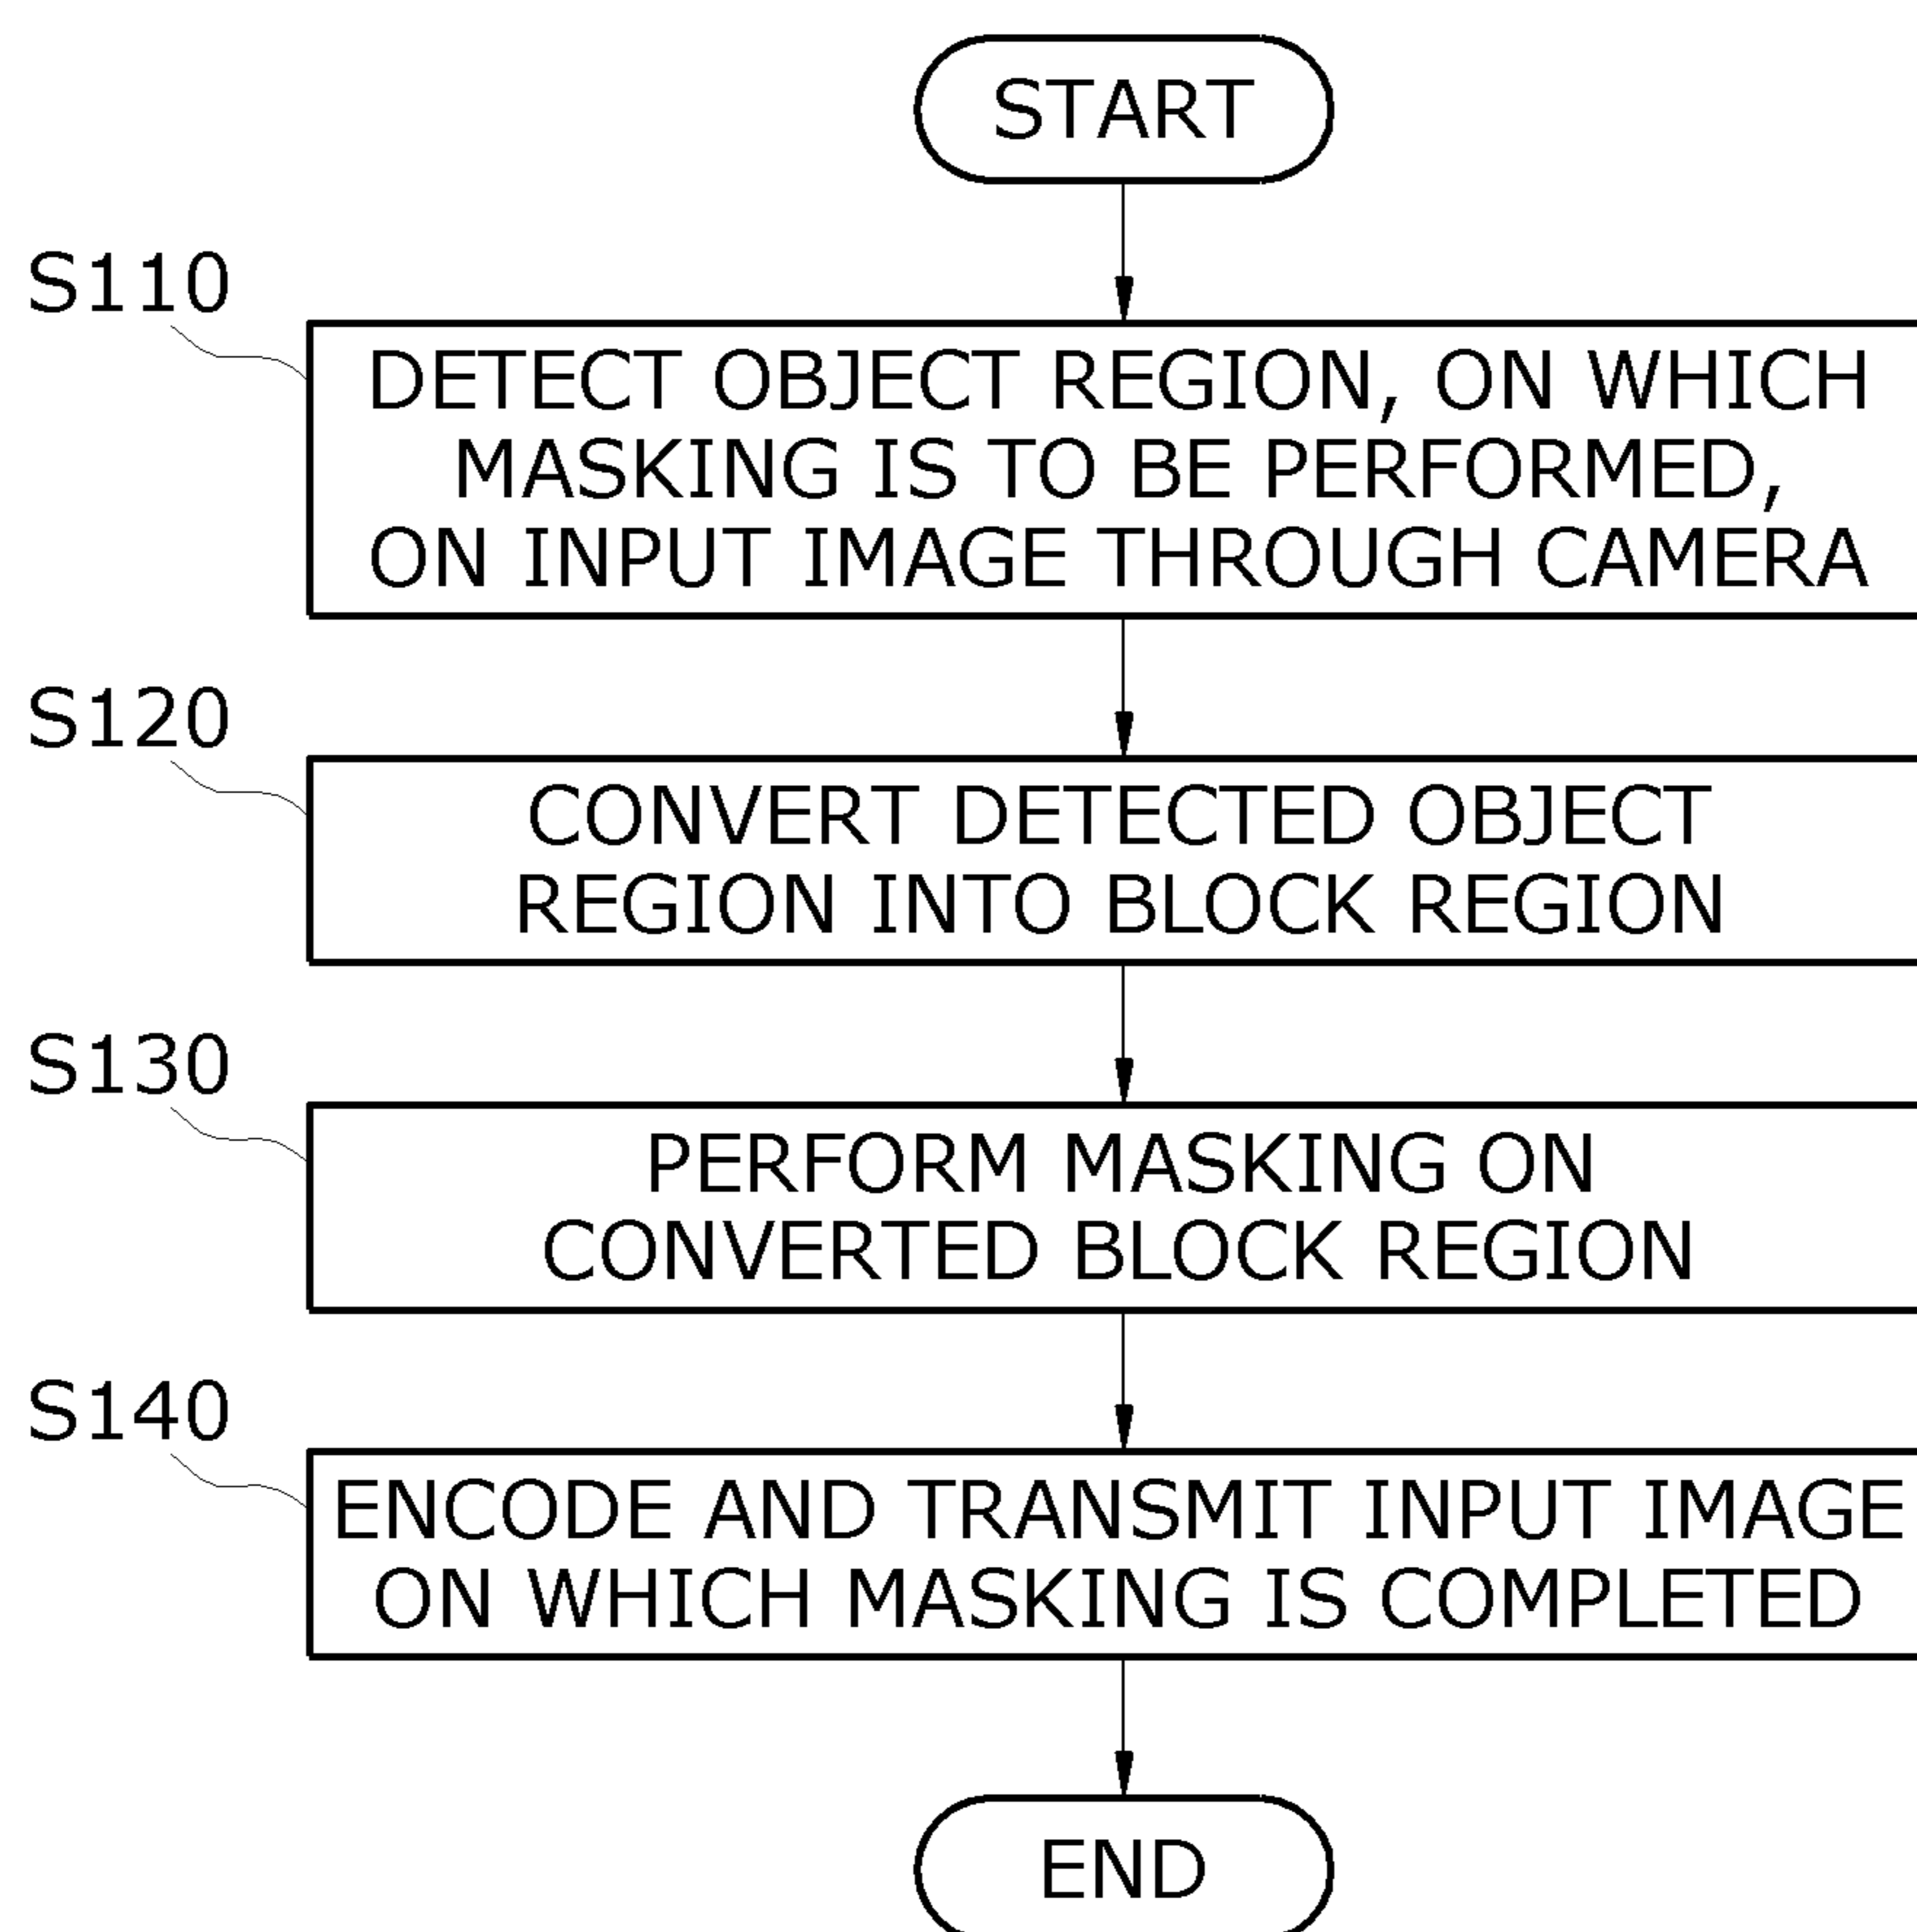 START
S110
DETECT OBJECT REGION, ON WHICH
MASKING IS TO BE PERFORMED,
ON INPUT IMAGE THROUGH CAMERA
S120
CONVERT DETECTED OBJECT
REGION INTO BLOCK REGION
S130
PERFORM MASKING ON
CONVERTED BLOCK REGION
S140
ENCODE AND TRANSMIT INPUT IMAGE
ON WHICH MASKING IS COMPLETED
END